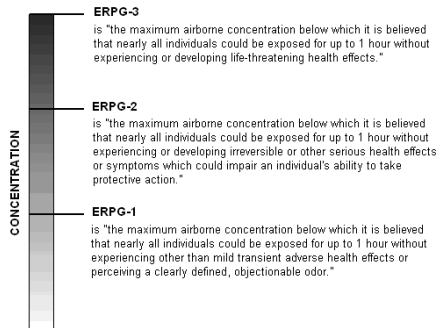 ERPG-3
is "the maximum airborne concentration below which it is believed
that nearly all individuals could be exposed for up to 1 hour without
experiencing or developing life-threatening health effects."
ERPG-2
is "the maximum airborne concentration below which it is believed
that nearly all individuals could be exposed for up to 1 hour without
experiencing or developing irreversible or other serious health effects
or symptoms which could impair an individual's ability to take
protective action."
CONCENTRATION
ERPG-1
is "the maximum airborne concentration below which it is believed
that nearly all individuals could be exposed for up to 1 hour without
experiencing other than mild transient adverse health effects or
perceiving a clearly defined, objectionable odor."